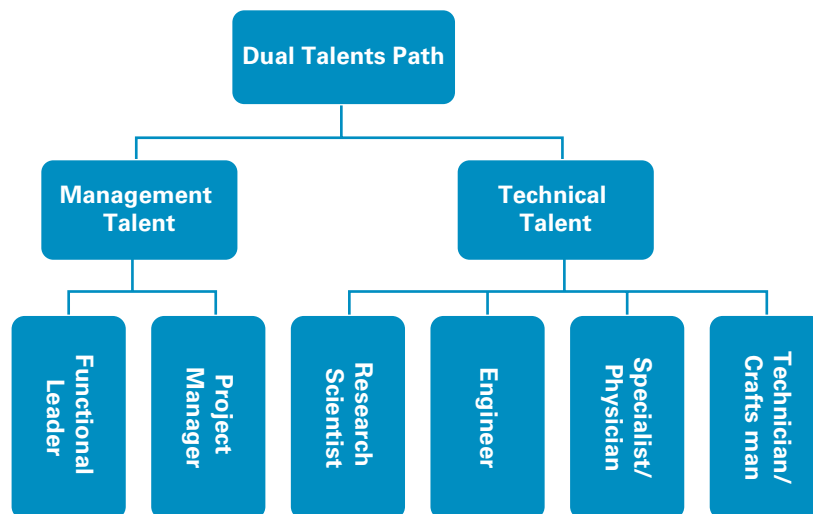 Dual Talents Path
Management
Talent
Technical
Talent
Functional
Leader
Project
Manager
Research
Scientist
Engineer
Specialist/
Physician
Technician/
Crafts man